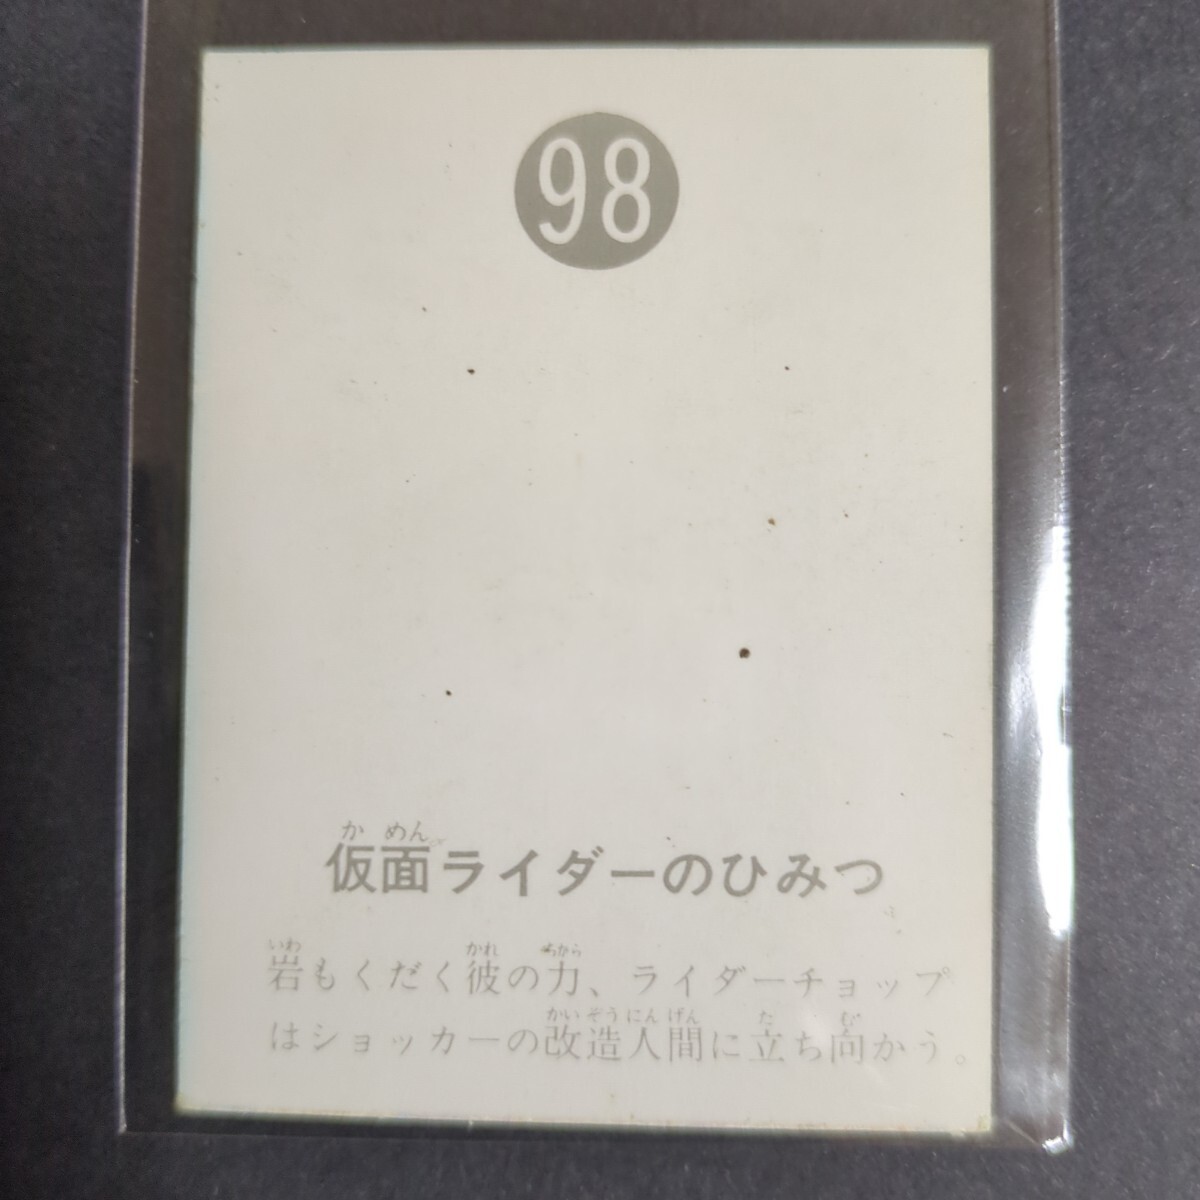 98
かめん
仮面ライダーのひみつ
いわ かれ ちから
岩もくだく彼の力、ライダーチョップ
かいぞうにんげん た む
はショッカーの改造人間に立ち向かう。